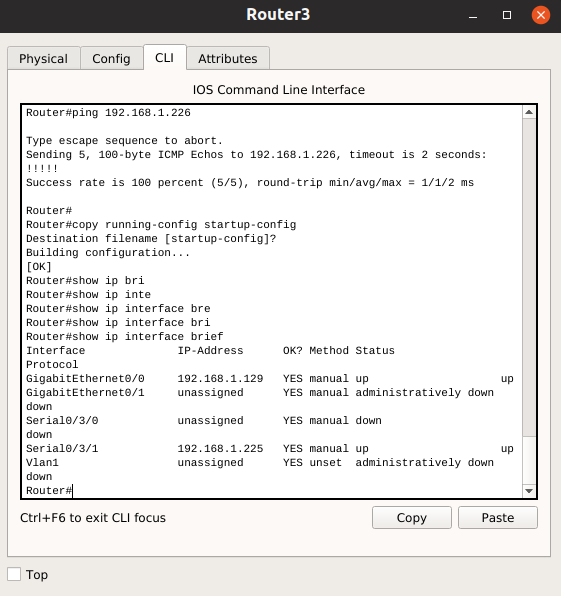 Router3
Physical Config CLI Attributes
IOS Command Line Interface
Router#ping 192.168.1.226
Type escape sequence to abort.
Sending 5, 100-byte ICMP Echos to 192.168.1.226, timeout is 2 seconds:
!!!!!
Success rate is 100 percent (5/5), round-trip min/avg/max = 1/1/2 ms
Router#
Router#copy running-config startup-config
Destination filename [startup-config]?
Building configuration...
[OK]
Router#show ip bri
Router#show ip inte
Router#show ip interface bre
Router#show ip interface bri
Router#show ip interface brief
Interface IP-Address OK? Method Status
Protocol
GigabitEthernet0/0 192.168.1.129 YES manual up up
GigabitEthernet0/1 unassigned YES manual administratively down
down
Serial0/3/0 unassigned YES manual down
down
Serial0/3/1 192.168.1.225 YES manual up up
Vlan1 unassigned YES unset administratively down
down
Router#
Ctrl+F6 to exit CLI focus Copy Paste
Top